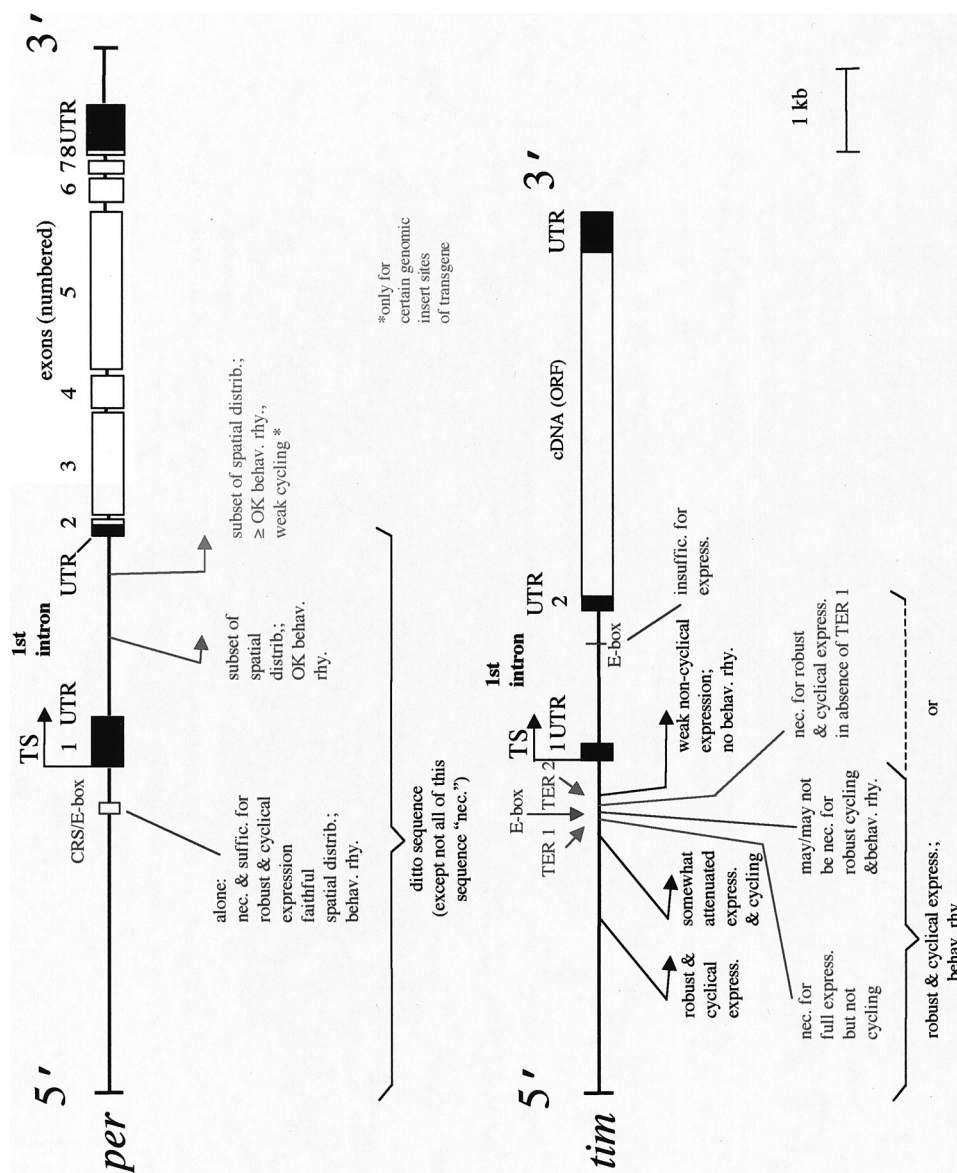 per
5′
3′
TS
1 UTR
1st
intron
UTR
2
3
4
5
6
7
8
UTR
exons (numbered)
CRS/E-box
alone:
nec. & suffic. for
robust & cyclical
expression
faithful
spatial distrib.;
behav. rhy.
subset of
spatial
distrib,;
OK behav.
rhy.
subset of spatial distrib.;
≥ OK behav. rhy.,
weak cycling *
*only for
certain genomic
insert sites
of transgene
ditto sequence
(except not all of this
sequence “nec.”)
tim
5′
3′
TS
1 UTR
1st
intron
UTR
2
cDNA (ORF)
UTR
E-box
TER 1
TER 2
E-box
insuffic. for
express.
robust &
cyclical
express.
somewhat
attenuated
express.
& cycling
weak non-cyclical
expression;
no behav. rhy.
nec. for
full express.
but not
cycling
may/may not
be nec. for
robust cycling
&behav. rhy.
nec. for robust
& cyclical express.
in absence of TER 1
robust & cyclical express.;
behav. rhy
or
1 kb